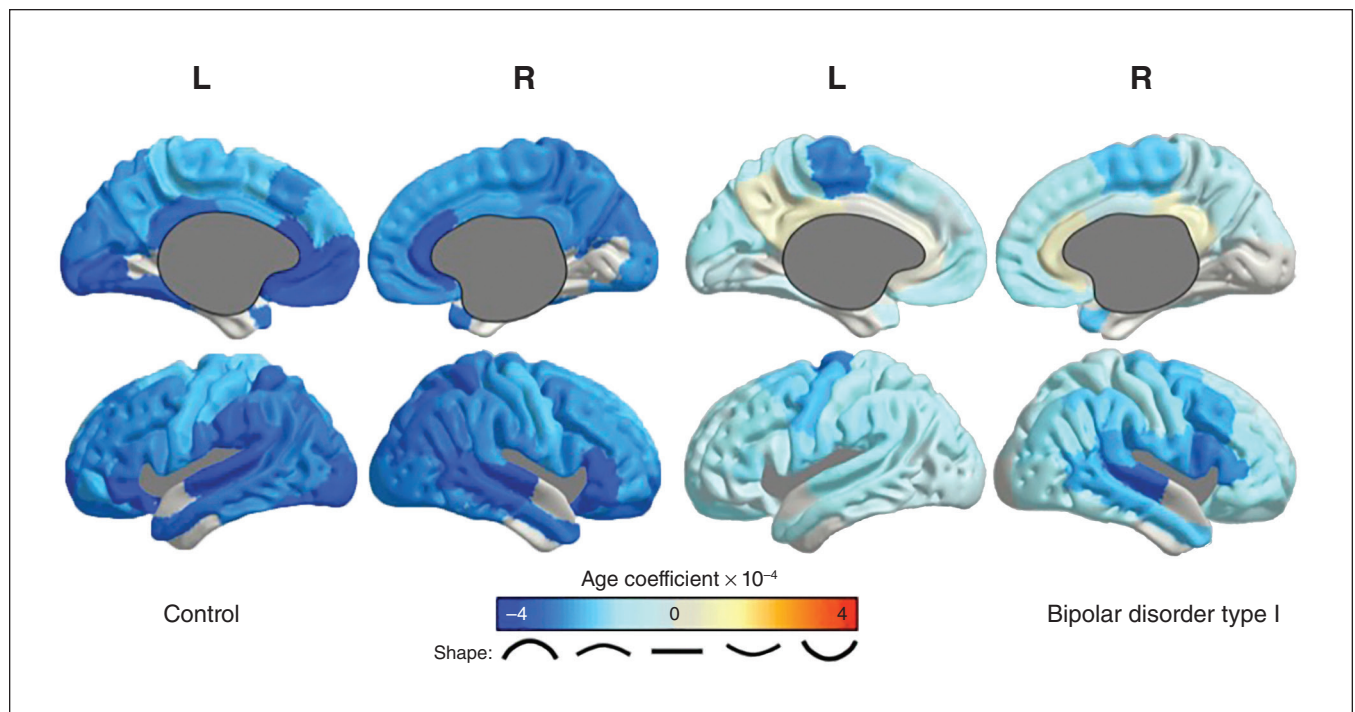 L R L R
Age coefficient × 10⁻⁴
Control −4 0 4 Bipolar disorder type I
Shape: